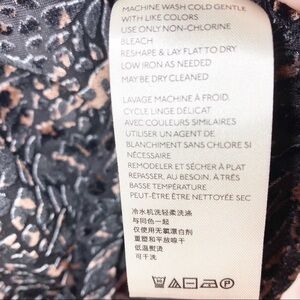 MACHINE WASH COLD GENTLE
WITH LIKE COLORS
USE ONLY NON-CHLORINE
BLEACH
RESHAPE & LAY FLAT TO DRY
LOW IRON AS NEEDED
MAY BE DRY CLEANED
LAVAGE MACHINE À FROID,
CYCLE LINGE DÉLICAT
AVEC COULEURS SIMILAIRES
UTILISER UN AGENT DE
BLANCHIMENT SANS CHLORE SI
NÉCESSAIRE
REMODELER ET SÉCHER À PLAT
REPASSER, AU BESOIN, À TRÈS
BASSE TEMPÉRATURE
PEUT-ÊTRE ÊTRE NETTOYÉE SEC
冷水机洗轻柔洗涤
与同色一起
仅使用无氯漂白剂
重塑和平放晾干
低温熨烫
可干洗